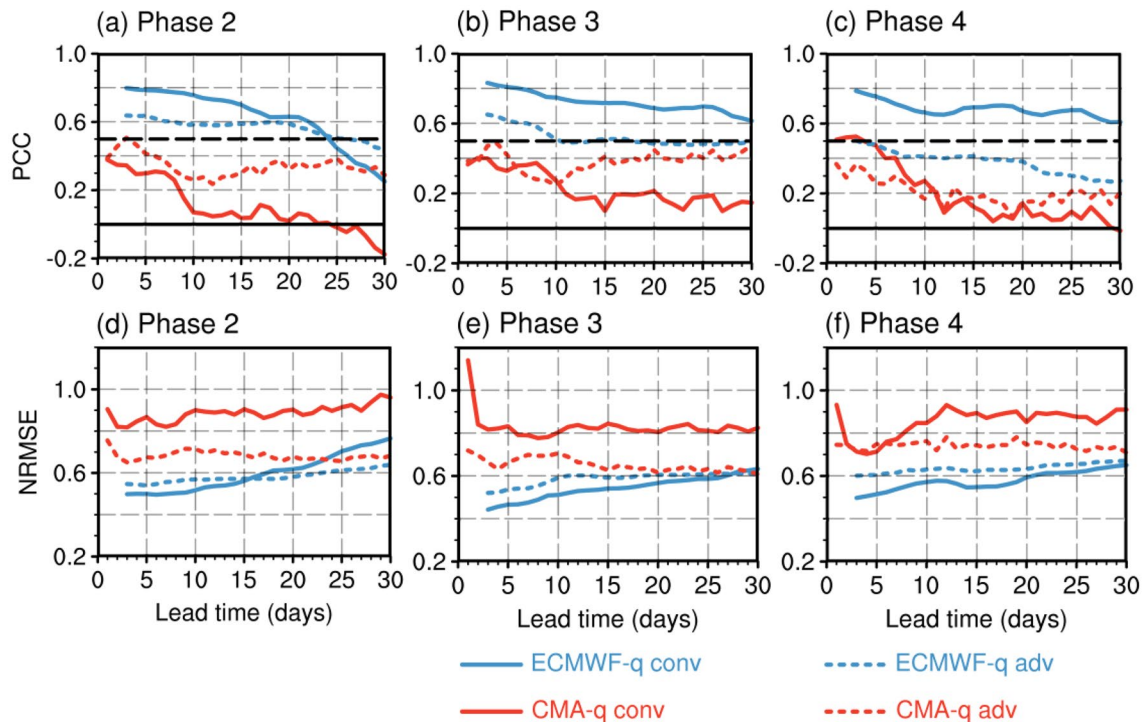 (a) Phase 2
(b) Phase 3
(c) Phase 4
PCC
1.0
0.6
0.2
-0.2
0 5 10 15 20 25 30
1.0
0.6
0.2
-0.2
0 5 10 15 20 25 30
1.0
0.6
0.2
-0.2
0 5 10 15 20 25 30
(d) Phase 2
(e) Phase 3
(f) Phase 4
NRMSE
1.0
0.6
0.2
0 5 10 15 20 25 30
1.0
0.6
0.2
0 5 10 15 20 25 30
1.0
0.6
0.2
0 5 10 15 20 25 30
Lead time (days)
Lead time (days)
Lead time (days)
ECMWF-q conv
ECMWF-q adv
CMA-q conv
CMA-q adv